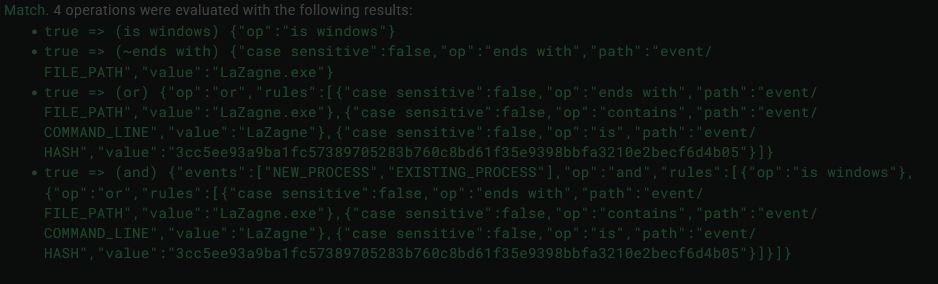 Match. 4 operations were evaluated with the following results:
• true => (is windows) {"op":"is windows"}
• true => (~ends with) {"case sensitive":false,"op":"ends with","path":"event/
FILE_PATH","value":"LaZagne.exe"}
• true => (or) {"op":"or","rules":[{"case sensitive":false,"op":"ends with","path":"event/
FILE_PATH","value":"LaZagne.exe"},{"case sensitive":false,"op":"contains","path":"event/
COMMAND_LINE","value":"LaZagne"},{"case sensitive":false,"op":"is","path":"event/
HASH","value":"3cc5ee93a9ba1fc57389705283b760c8bd61f35e9398bbfa3210e2becf6d4b05"}]}
• true => (and) {"events":["NEW_PROCESS","EXISTING_PROCESS"],"op":"and","rules":[{"op":"is windows"},
{"op":"or","rules":[{"case sensitive":false,"op":"ends with","path":"event/
FILE_PATH","value":"LaZagne.exe"},{"case sensitive":false,"op":"contains","path":"event/
COMMAND_LINE","value":"LaZagne"},{"case sensitive":false,"op":"is","path":"event/
HASH","value":"3cc5ee93a9ba1fc57389705283b760c8bd61f35e9398bbfa3210e2becf6d4b05"}]}]}